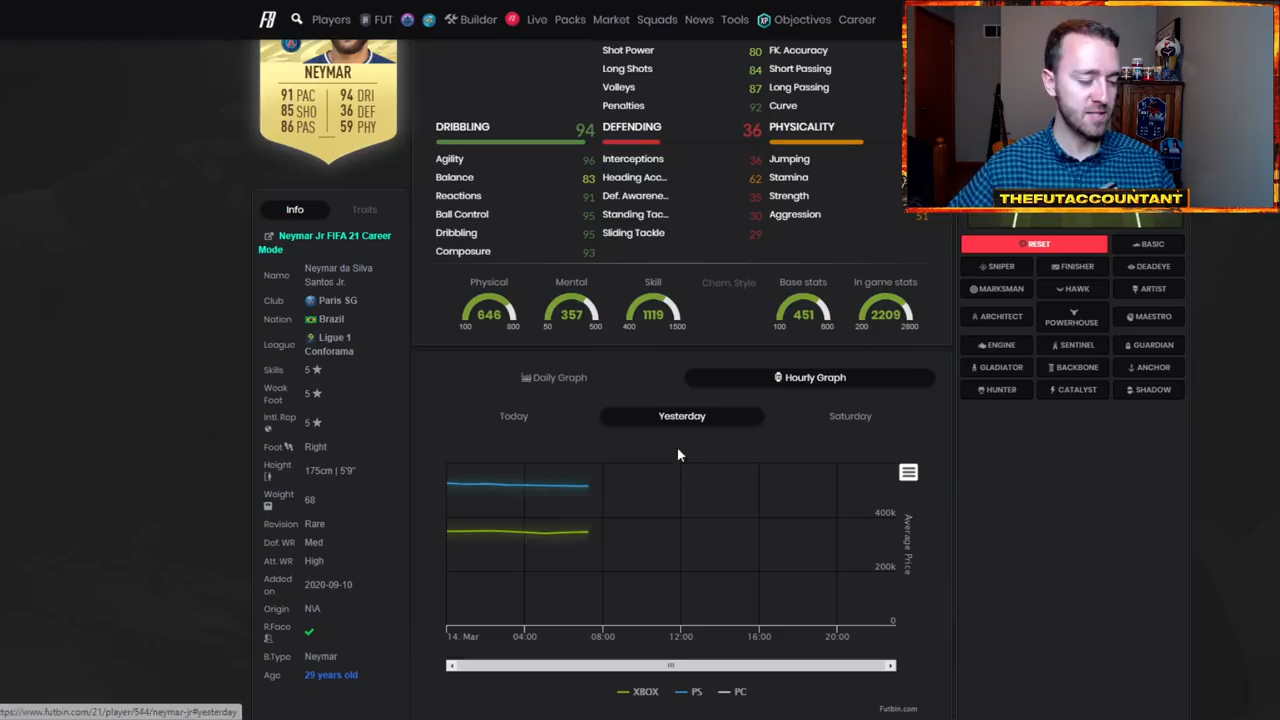 Players FUT Builder Live Packs Market Squads News Tools Objectives Career
NEYMAR
91 PAC 94 DRI
85 SHO 36 DEF
86 PAS 59 PHY
Shot Power 80 FK. Accuracy
Long Shots 84 Short Passing
Volleys 87 Long Passing
Penalties 92 Curve
DRIBBLING 94 DEFENDING 36 PHYSICALITY
Agility 96 Interceptions 36 Jumping
Balance 83 Heading Acc... 62 Stamina
Reactions 91 Def. Awarene... 35 Strength
Ball Control 95 Standing Tac... 30 Aggression 51
Dribbling 95 Sliding Tackle 29
Composure 93
THEFUTACCOUNTANT
Info Traits
Neymar Jr FIFA 21 Career Mode
Name Neymar da Silva Santos Jr.
Club Paris SG
Nation Brazil
League Ligue 1 Conforama
Skills 5
Weak Foot 5
Intl. Rep 5
Foot Right
Height 175cm | 5'9"
Weight 68
Revision Rare
Def. WR Med
Att. WR High
Added on 2020-09-10
Origin N\A
R.Face
B.Type Neymar
Age 29 years old
Physical Mental Skill Chem. Style Base stats In game stats
646 357 1119 451 2209
100 800 50 500 400 1500 100 600 200 2800
RESET BASIC
SNIPER FINISHER DEADEYE
MARKSMAN HAWK ARTIST
ARCHITECT POWERHOUSE MAESTRO
ENGINE SENTINEL GUARDIAN
GLADIATOR BACKBONE ANCHOR
HUNTER CATALYST SHADOW
Daily Graph Hourly Graph
Today Yesterday Saturday
400k
200k
0
Average Price
14. Mar 04:00 08:00 12:00 16:00 20:00
XBOX PS PC
Futbin.com
ttps://www.futbin.com/21/player/544/neymar-jr#yesterday